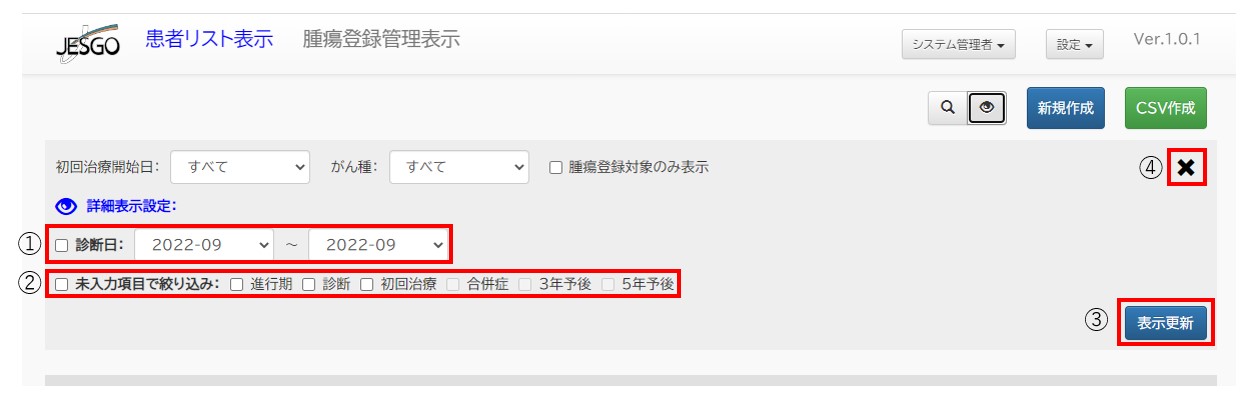 JESGO 患者リスト表示 腫瘍登録管理表示 システム管理者 設定 Ver.1.0.1
新規作成 CSV作成
初回治療開始日: すべて がん種: すべて 腫瘍登録対象のみ表示 ④
詳細表示設定:
① 診断日: 2022-09 ～ 2022-09
② 未入力項目で絞り込み: 進行期 診断 初回治療 合併症 3年予後 5年予後
③ 表示更新